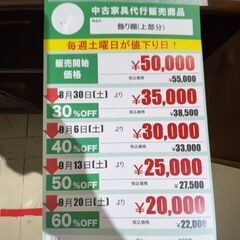 中古家具代行販売商品
商品名
飾り棚(上部分)
毎週土曜日が値下り日!
販売開始
価格
¥50,000
税込価格
¥55,000
8月30日(土) より
30%OFF
¥35,000
税込価格
¥38,500
9月6日(土) より
40%OFF
¥30,000
税込価格
¥33,000
9月13日(土) より
50%OFF
¥25,000
税込価格
¥27,500
9月20日(土) より
60%OFF
¥20,000
税込価格
¥22,000